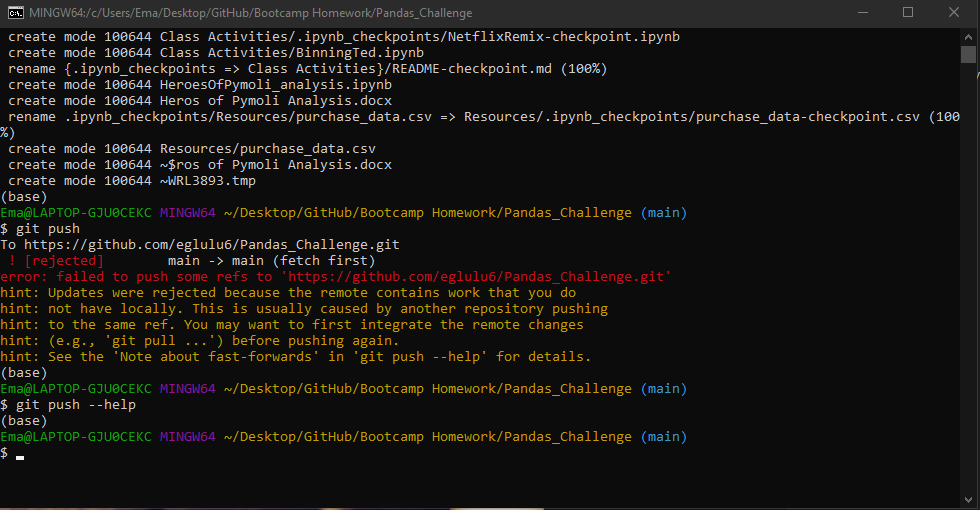 MINGW64:/c/Users/Ema/Desktop/GitHub/Bootcamp Homework/Pandas_Challenge
create mode 100644 Class Activities/.ipynb_checkpoints/NetflixRemix-checkpoint.ipynb
create mode 100644 Class Activities/BinningTed.ipynb
rename {.ipynb_checkpoints => Class Activities}/README-checkpoint.md (100%)
create mode 100644 HeroesOfPymoli_analysis.ipynb
create mode 100644 Heros of Pymoli Analysis.docx
rename .ipynb_checkpoints/Resources/purchase_data.csv => Resources/.ipynb_checkpoints/purchase_data-checkpoint.csv (100
%)
create mode 100644 Resources/purchase_data.csv
create mode 100644 ~$ros of Pymoli Analysis.docx
create mode 100644 ~WRL3893.tmp
(base)
Ema@LAPTOP-GJU0CEKC MINGW64 ~/Desktop/GitHub/Bootcamp Homework/Pandas_Challenge (main)
$ git push
To https://github.com/eglulu6/Pandas_Challenge.git
! [rejected]        main -> main (fetch first)
error: failed to push some refs to 'https://github.com/eglulu6/Pandas_Challenge.git'
hint: Updates were rejected because the remote contains work that you do
hint: not have locally. This is usually caused by another repository pushing
hint: to the same ref. You may want to first integrate the remote changes
hint: (e.g., 'git pull ...') before pushing again.
hint: See the 'Note about fast-forwards' in 'git push --help' for details.
(base)
Ema@LAPTOP-GJU0CEKC MINGW64 ~/Desktop/GitHub/Bootcamp Homework/Pandas_Challenge (main)
$ git push --help
(base)
Ema@LAPTOP-GJU0CEKC MINGW64 ~/Desktop/GitHub/Bootcamp Homework/Pandas_Challenge (main)
$